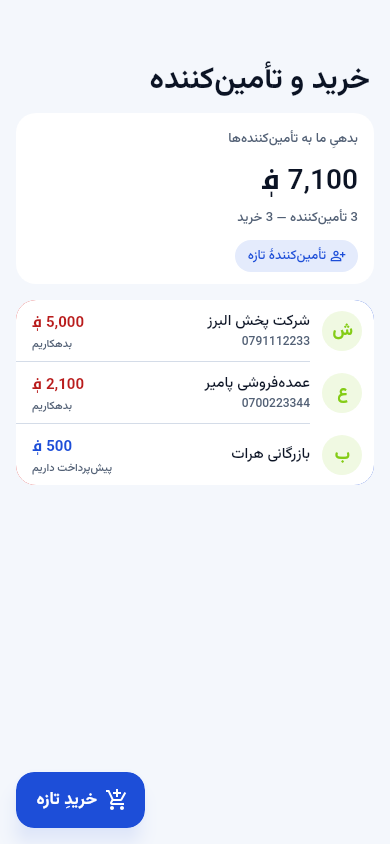 خرید و تأمین‌کننده
بدهیِ ما به تأمین‌کننده‌ها
7,100 ؋
3 تأمین‌کننده — 3 خرید
تأمین‌کنندهٔ تازه
ش
شرکت پخش البرز
0791112233
5,000 ؋
بدهکاریم
ع
عمده‌فروشی پامیر
0700223344
2,100 ؋
بدهکاریم
ب
بازرگانی هرات
500 ؋
پیش‌پرداخت داریم
خریدِ تازه